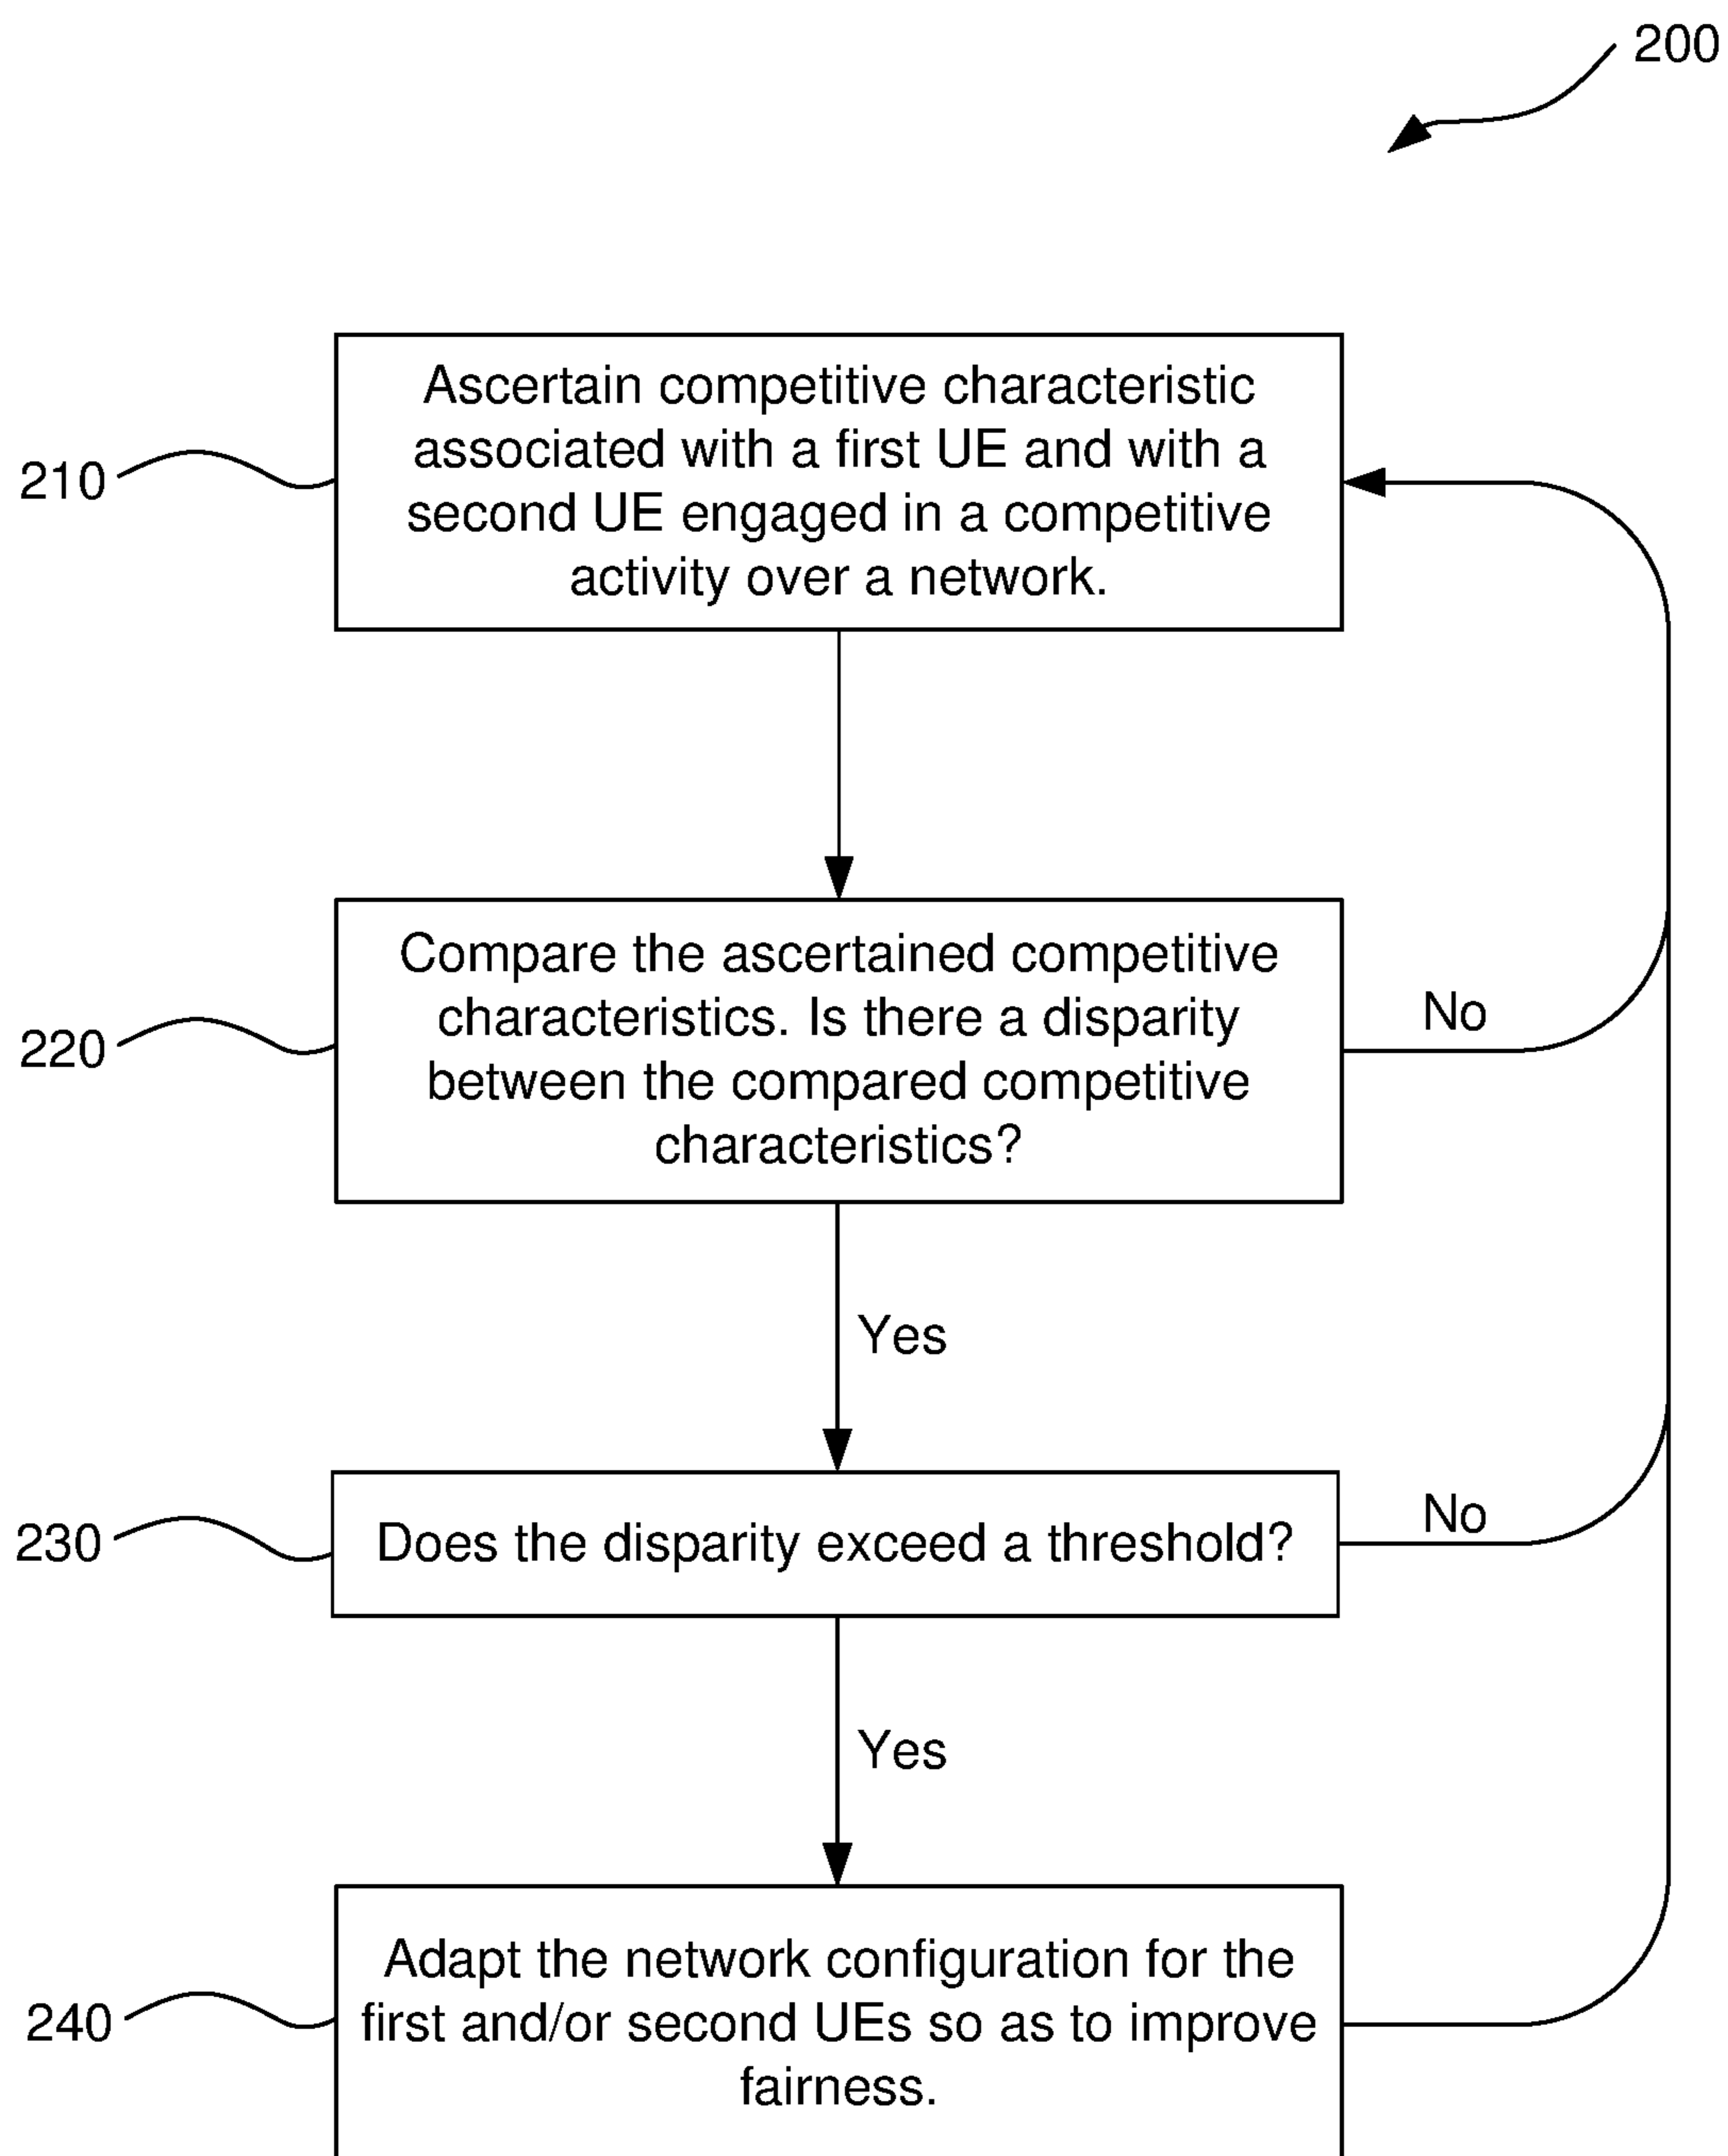 200
Ascertain competitive characteristic
associated with a first UE and with a
second UE engaged in a competitive
activity over a network.
210
Compare the ascertained competitive
characteristics. Is there a disparity
between the compared competitive
characteristics?
220
No
Yes
230
Does the disparity exceed a threshold?
No
Yes
Adapt the network configuration for the
first and/or second UEs so as to improve
fairness.
240